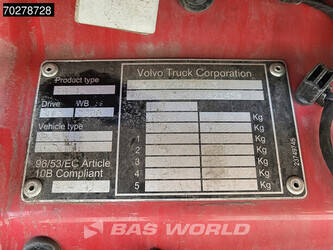 70278728
Volvo Truck Corporation
Product type
Drive WB
Vehicle type
Kg
Kg
1 Kg
2 Kg
96/53/EC Article
10B Compliant
3 Kg
4 Kg
5 Kg
BAS WORLD